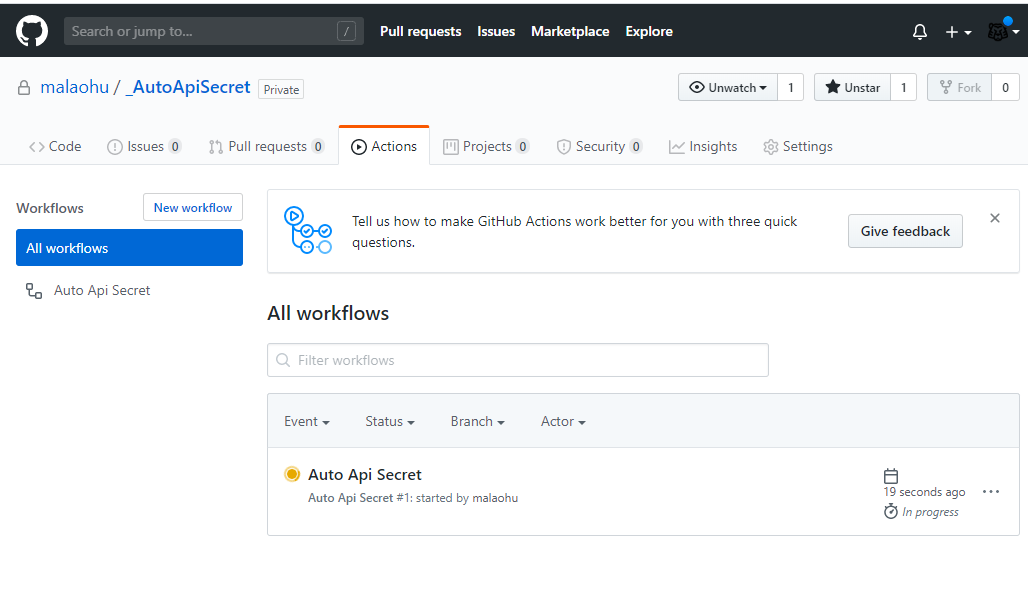 Search or jump to... / Pull requests Issues Marketplace Explore
malaohu / _AutoApiSecret Private Unwatch 1 Unstar 1 Fork 0
Code Issues 0 Pull requests 0 Actions Projects 0 Security 0 Insights Settings
Workflows New workflow
All workflows
Auto Api Secret
Tell us how to make GitHub Actions work better for you with three quick
questions.
Give feedback
All workflows
Filter workflows
Event Status Branch Actor
Auto Api Secret
Auto Api Secret #1: started by malaohu
19 seconds ago
In progress